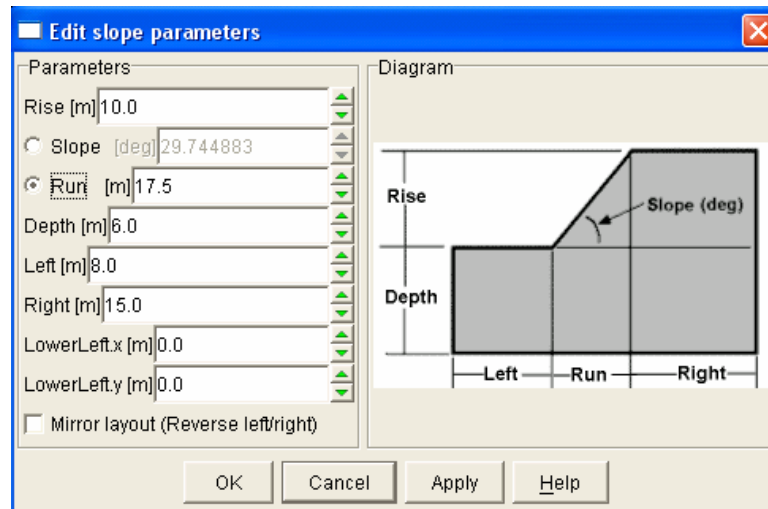 Edit slope parameters
Parameters
Rise [m] 10.0
Slope [deg] 29.744883
Run [m] 17.5
Depth [m] 6.0
Left [m] 8.0
Right [m] 15.0
LowerLeft.x [m] 0.0
LowerLeft.y [m] 0.0
Mirror layout (Reverse left/right)
Diagram
Rise
Slope (deg)
Depth
Left
Run
Right
OK
Cancel
Apply
Help